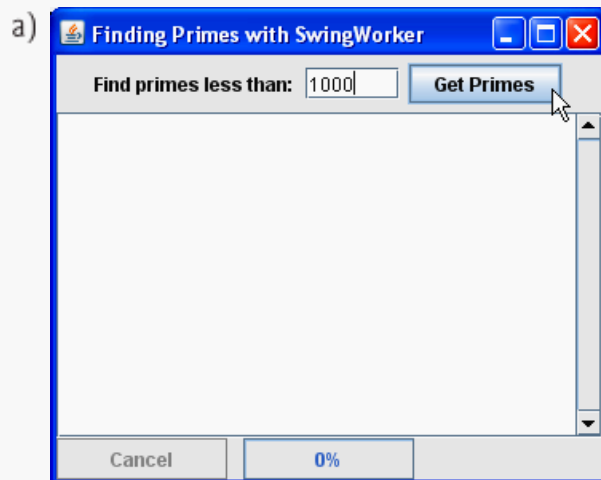 a)
Finding Primes with SwingWorker
Find primes less than: 1000 Get Primes
Cancel 0%